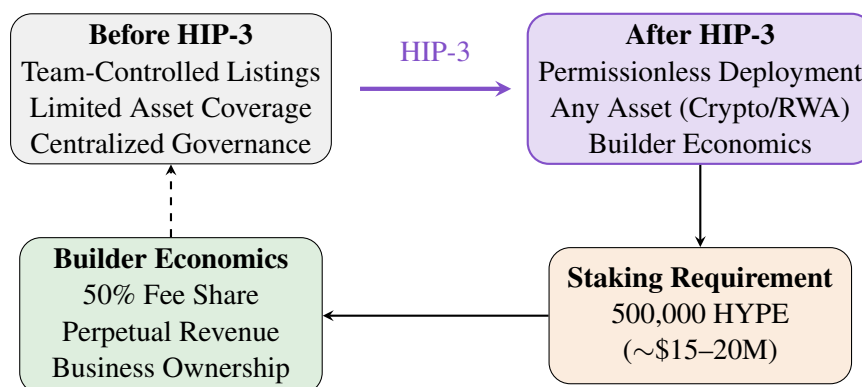 Before HIP-3
Team-Controlled Listings
Limited Asset Coverage
Centralized Governance
HIP-3
After HIP-3
Permissionless Deployment
Any Asset (Crypto/RWA)
Builder Economics
Builder Economics
50% Fee Share
Perpetual Revenue
Business Ownership
Staking Requirement
500,000 HYPE
(∼$15–20M)